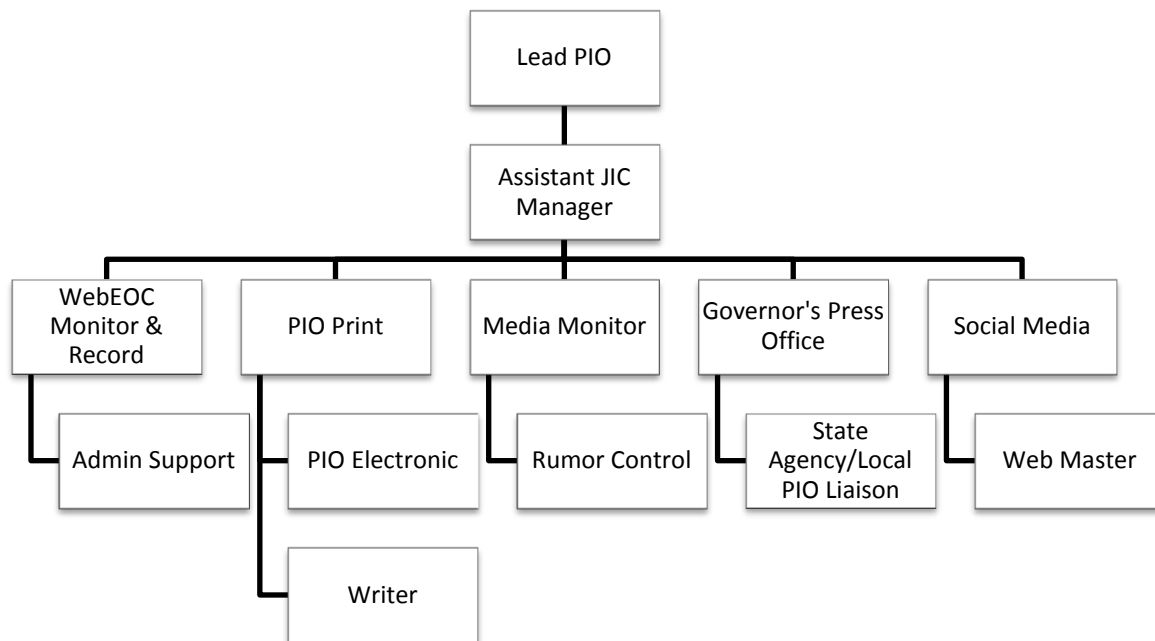 Lead PIO
Assistant JIC
Manager
WebEOC
Monitor &
Record
PIO Print
Media Monitor
Governor's Press
Office
Social Media
Admin Support
PIO Electronic
Rumor Control
State
Agency/Local
PIO Liaison
Web Master
Writer